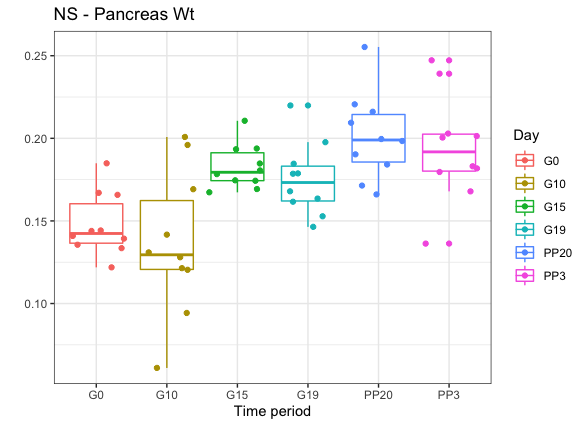 NS - Pancreas Wt
0.25
0.20
0.15
0.10
G0 G10 G15 G19 PP20 PP3
Time period
Day
G0
G10
G15
G19
PP20
PP3